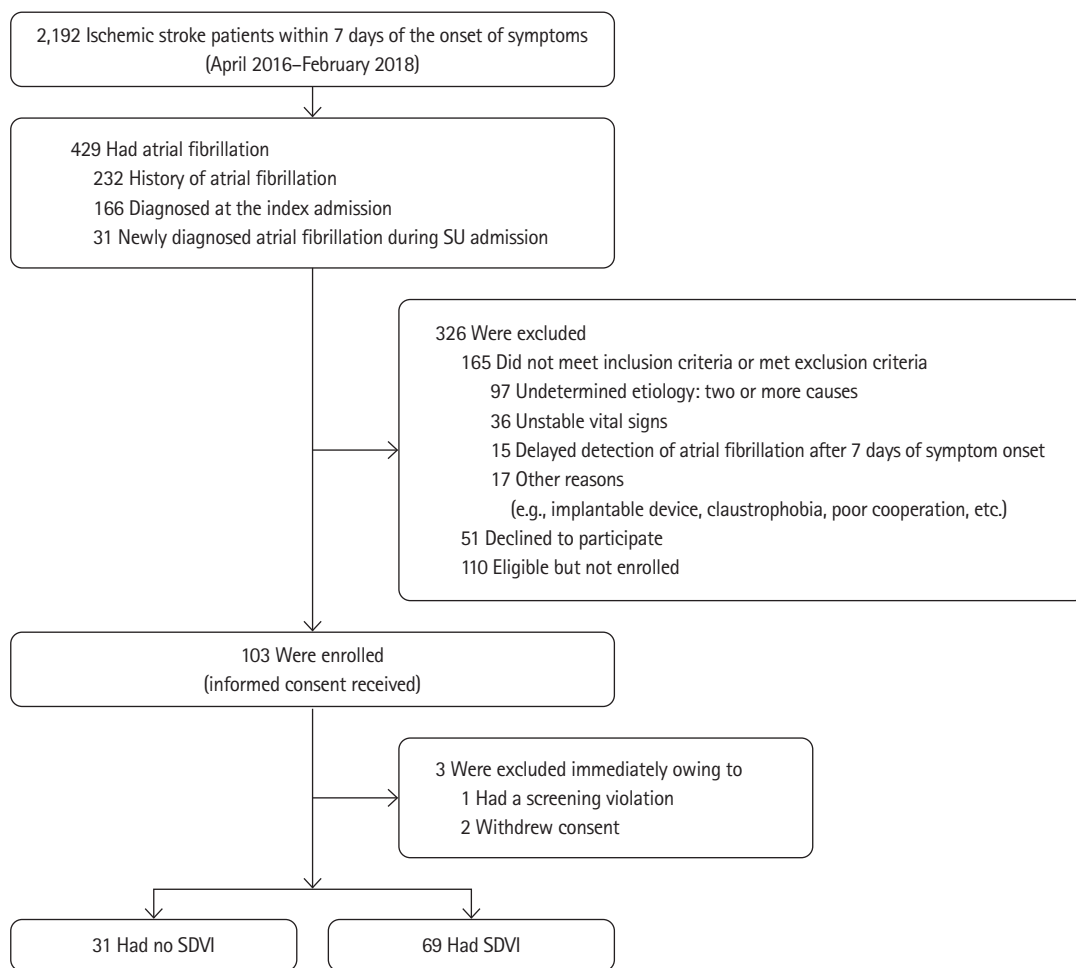 2,192 Ischemic stroke patients within 7 days of the onset of symptoms
(April 2016–February 2018)
429 Had atrial fibrillation
232 History of atrial fibrillation
166 Diagnosed at the index admission
31 Newly diagnosed atrial fibrillation during SU admission
326 Were excluded
165 Did not meet inclusion criteria or met exclusion criteria
97 Undetermined etiology: two or more causes
36 Unstable vital signs
15 Delayed detection of atrial fibrillation after 7 days of symptom onset
17 Other reasons
(e.g., implantable device, claustrophobia, poor cooperation, etc.)
51 Declined to participate
110 Eligible but not enrolled
103 Were enrolled
(informed consent received)
3 Were excluded immediately owing to
1 Had a screening violation
2 Withdrew consent
31 Had no SDVI
69 Had SDVI